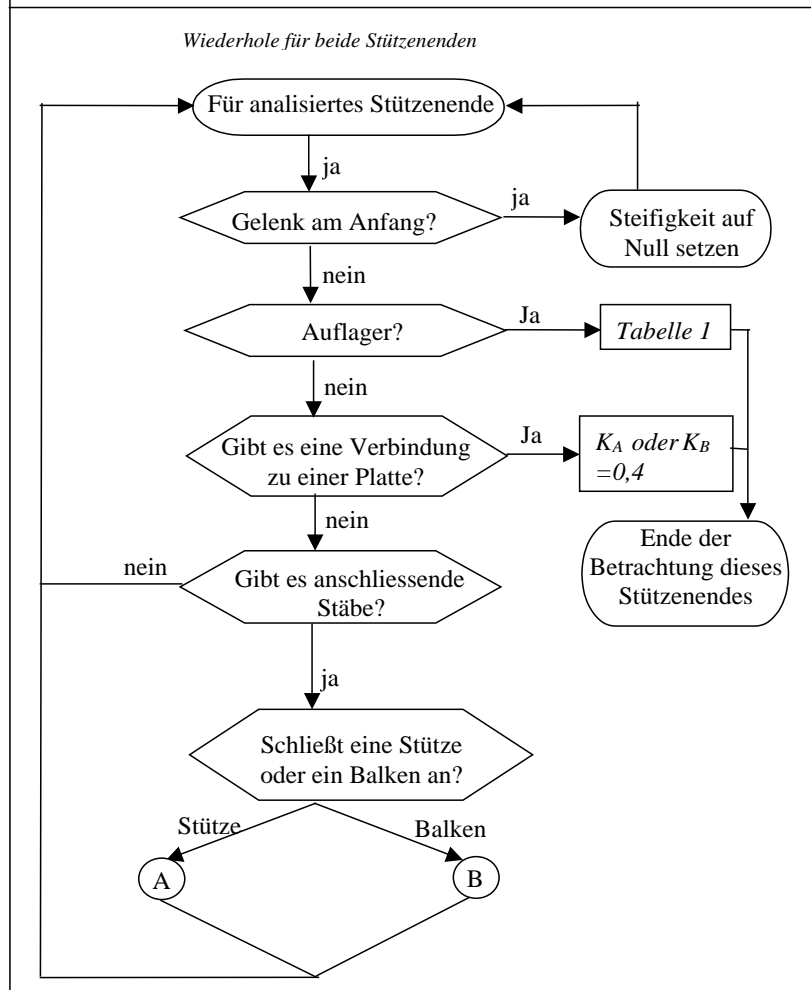 Wiederhole für beide Stützenenden
Für analisiertes Stützenende
ja
Gelenk am Anfang?
ja
Steifigkeit auf
Null setzen
nein
Auflager?
Ja
Tabelle 1
nein
Gibt es eine Verbindung
zu einer Platte?
Ja
KA oder KB
=0,4
nein
Ende der
Betrachtung dieses
Stützenendes
nein
Gibt es anschliessende
Stäbe?
ja
Schließt eine Stütze
oder ein Balken an?
Stütze
Balken
A
B